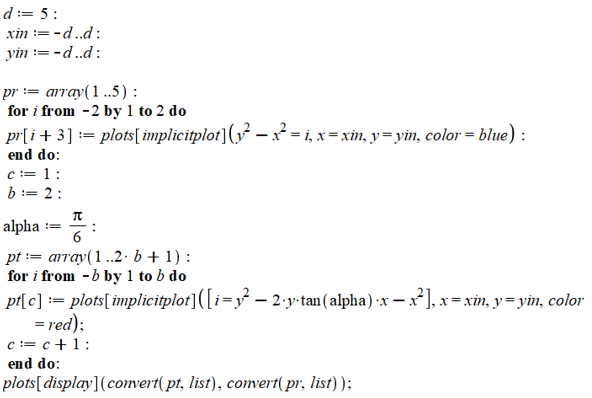 d := 5 :
xin := -d ..d :
yin := -d ..d :
pr := array(1 ..5) :
for i from -2 by 1 to 2 do
pr[i + 3] := plots[implicitplot](y² - x² = i, x = xin, y = yin, color = blue) :
end do:
c := 1 :
b := 2 :
alpha := π/6 :
pt := array(1 ..2· b + 1) :
for i from -b by 1 to b do
pt[c] := plots[implicitplot]([i = y² - 2·y·tan(alpha)·x - x²], x = xin, y = yin, color
= red);
c := c + 1 :
end do:
plots[display](convert(pt, list), convert(pr, list));